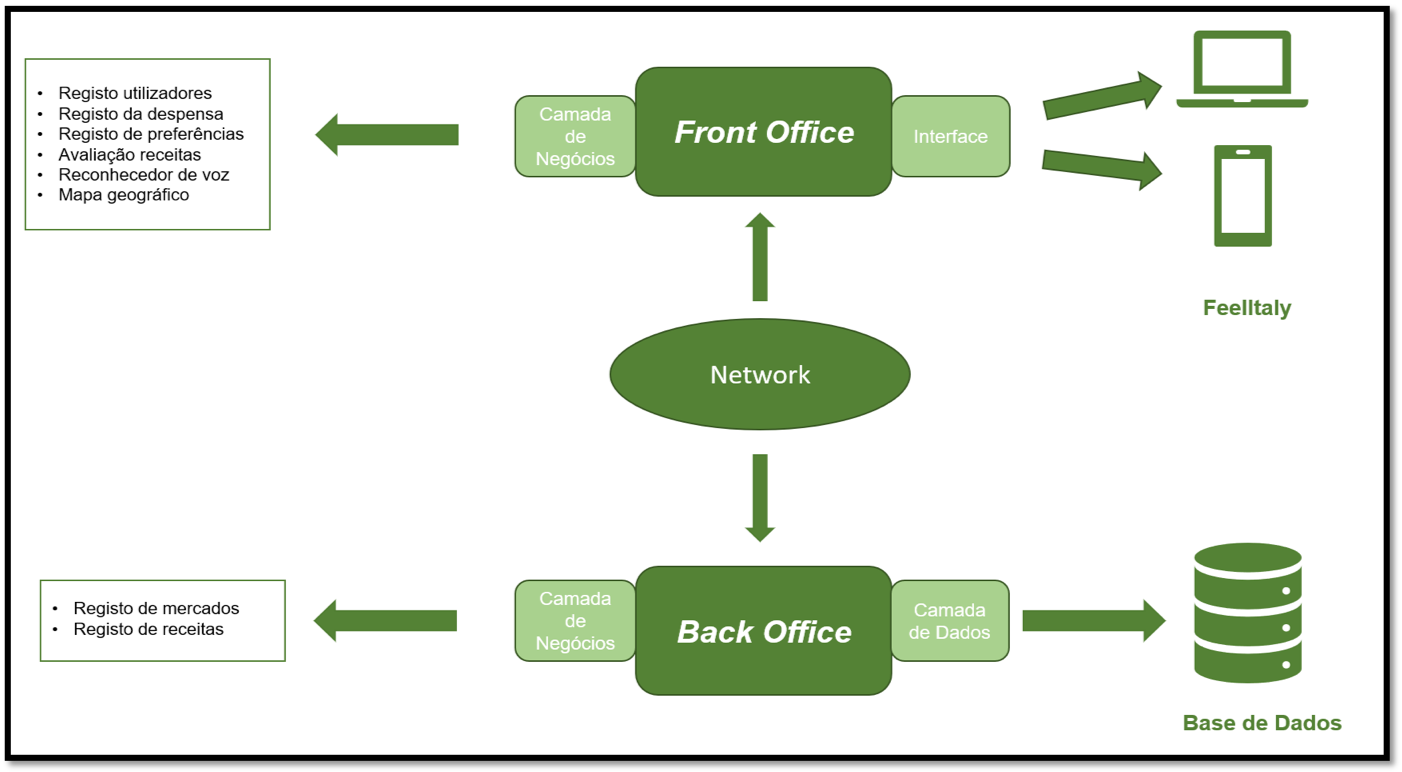 • Registo utilizadores
• Registo da despensa
• Registo de preferências
• Avaliação receitas
• Reconhecedor de voz
• Mapa geográfico
Camada
de
Negócios
Front Office
Interface
FeelItaly
Network
• Registo de mercados
• Registo de receitas
Camada
de
Negócios
Back Office
Camada
de Dados
Base de Dados